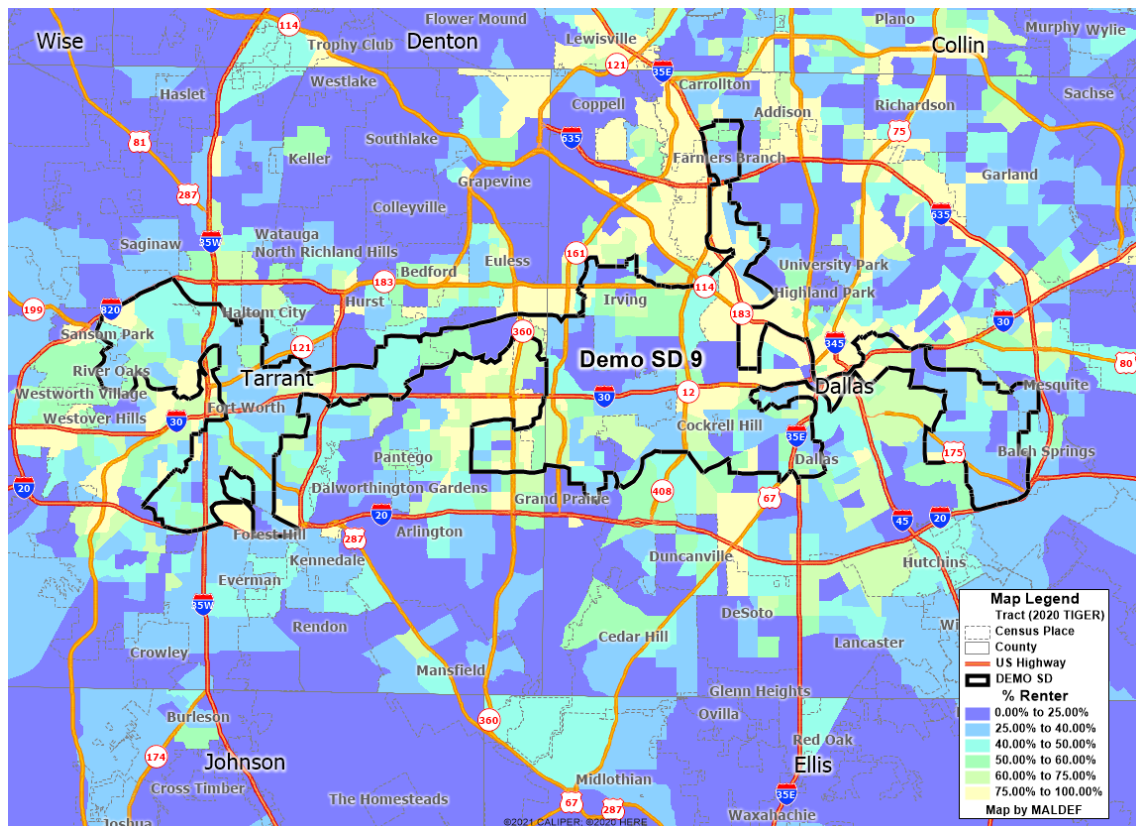 Flower Mound
Plano
Murphy
Wylie
Wise
114
Denton
Lewisville
Collin
Trophy Club
121
35E
Westlake
Carrollton
Haslet
Coppell
Addison
Richardson
Sachse
81
635
75
Southlake
Keller
Farmers Branch
Garland
287
Grapevine
Colleyville
635
Saginaw
35W
Watauga
North Richland Hills
161
Euless
University Park
Bedford
183
114
Highland Park
199
820
Hurst
Irving
Haltom City
183
30
Sansom Park
360
345
121
Demo SD 9
80
River Oaks
Tarrant
Dallas
Mesquite
Westworth Village
12
Fort Worth
30
Westover Hills
30
Cockrell Hill
35E
Pantego
Dallas
175
Balch Springs
20
Dalworthington Gardens
Grand Prairie
408
67
20
45
20
Forest Hill
287
Arlington
Kennedale
Duncanville
Hutchins
Everman
35W
DeSoto
Rendon
Cedar Hill
Lancaster
Crowley
Mansfield
Glenn Heights
Burleson
360
Ovilla
Red Oak
174
Johnson
Ellis
Cross Timber
Midlothian
The Homesteads
67
287
35E
Joshua
Waxahachie
©2021 CALIPER; ©2020 HERE
Map Legend
Tract (2020 TIGER)
Census Place
County
US Highway
DEMO SD
% Renter
0.00% to 25.00%
25.00% to 40.00%
40.00% to 50.00%
50.00% to 60.00%
60.00% to 75.00%
75.00% to 100.00%
Map by MALDEF